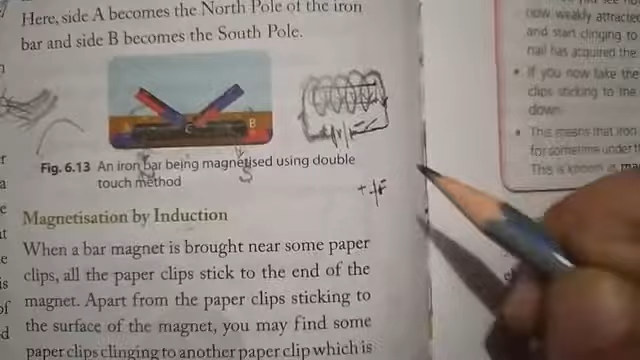 Here, side A becomes the North Pole of the iron
bar and side B becomes the South Pole.
C
B
Fig. 6.13 An iron bar being magnetised using double
touch method
Magnetisation by Induction
When a bar magnet is brought near some paper
clips, all the paper clips stick to the end of the
magnet. Apart from the paper clips sticking to
the surface of the magnet, you may find some
paper clips clinging to another paper clip which is
now weakly attracted
and start clinging to
nail has acquired the
• If you now take the
clips sticking to the
down.
• This means that iron
for sometime under th
This is known as ma